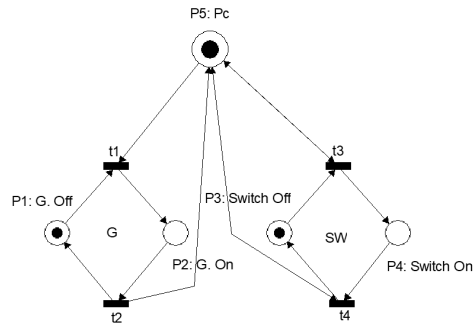 P5: Pc
t1
t3
P1: G. Off
G
P3: Switch Off
SW
P2: G. On
P4: Switch On
t2
t4